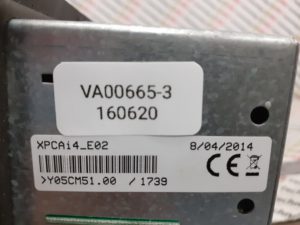 VA00665-3
160620
XPCAi4_E02 8/04/2014
>Y05CM51.00 / 1739
CE